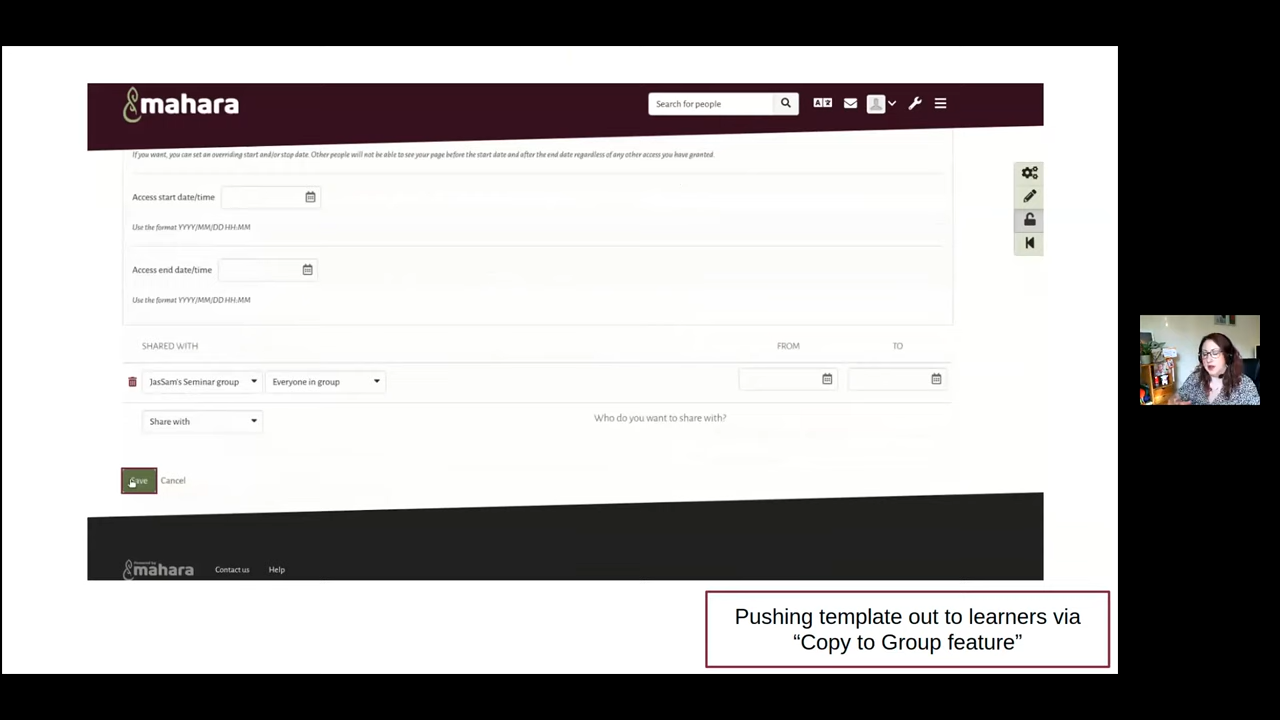 mahara
Search for people
If you want, you can set an overriding start and/or stop date. Other people will not be able to see your page before the start date and after the end date regardless of any other access you have granted.
Access start date/time
Use the format YYYY/MM/DD HH:MM
Access end date/time
Use the format YYYY/MM/DD HH:MM
SHARED WITH FROM TO
JasSam's Seminar group Everyone in group
Share with Who do you want to share with?
Save Cancel
mahara Contact us Help
Pushing template out to learners via
“Copy to Group feature”